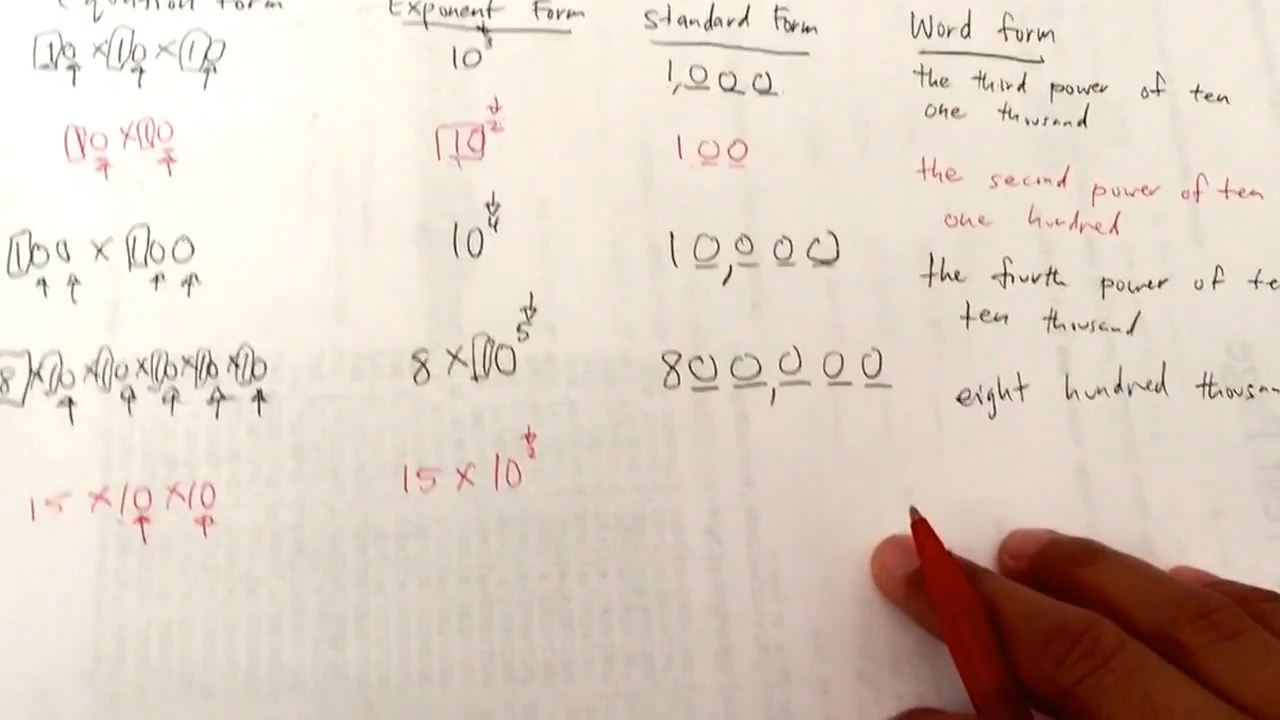 Equation Form Exponent Form Standard Form Word form
10 × 10 × 10 10³ 1,000 the third power of ten
one thousand
10 × 10 10² 100 the second power of ten
one hundred
100 × 100 10⁴ 10,000 the fourth power of te
ten thousand
8 × 10 × 10 × 10 × 10 × 10 8 × 10⁵ 800,000 eight hundred thousan
15 × 10 × 10 15 × 10²